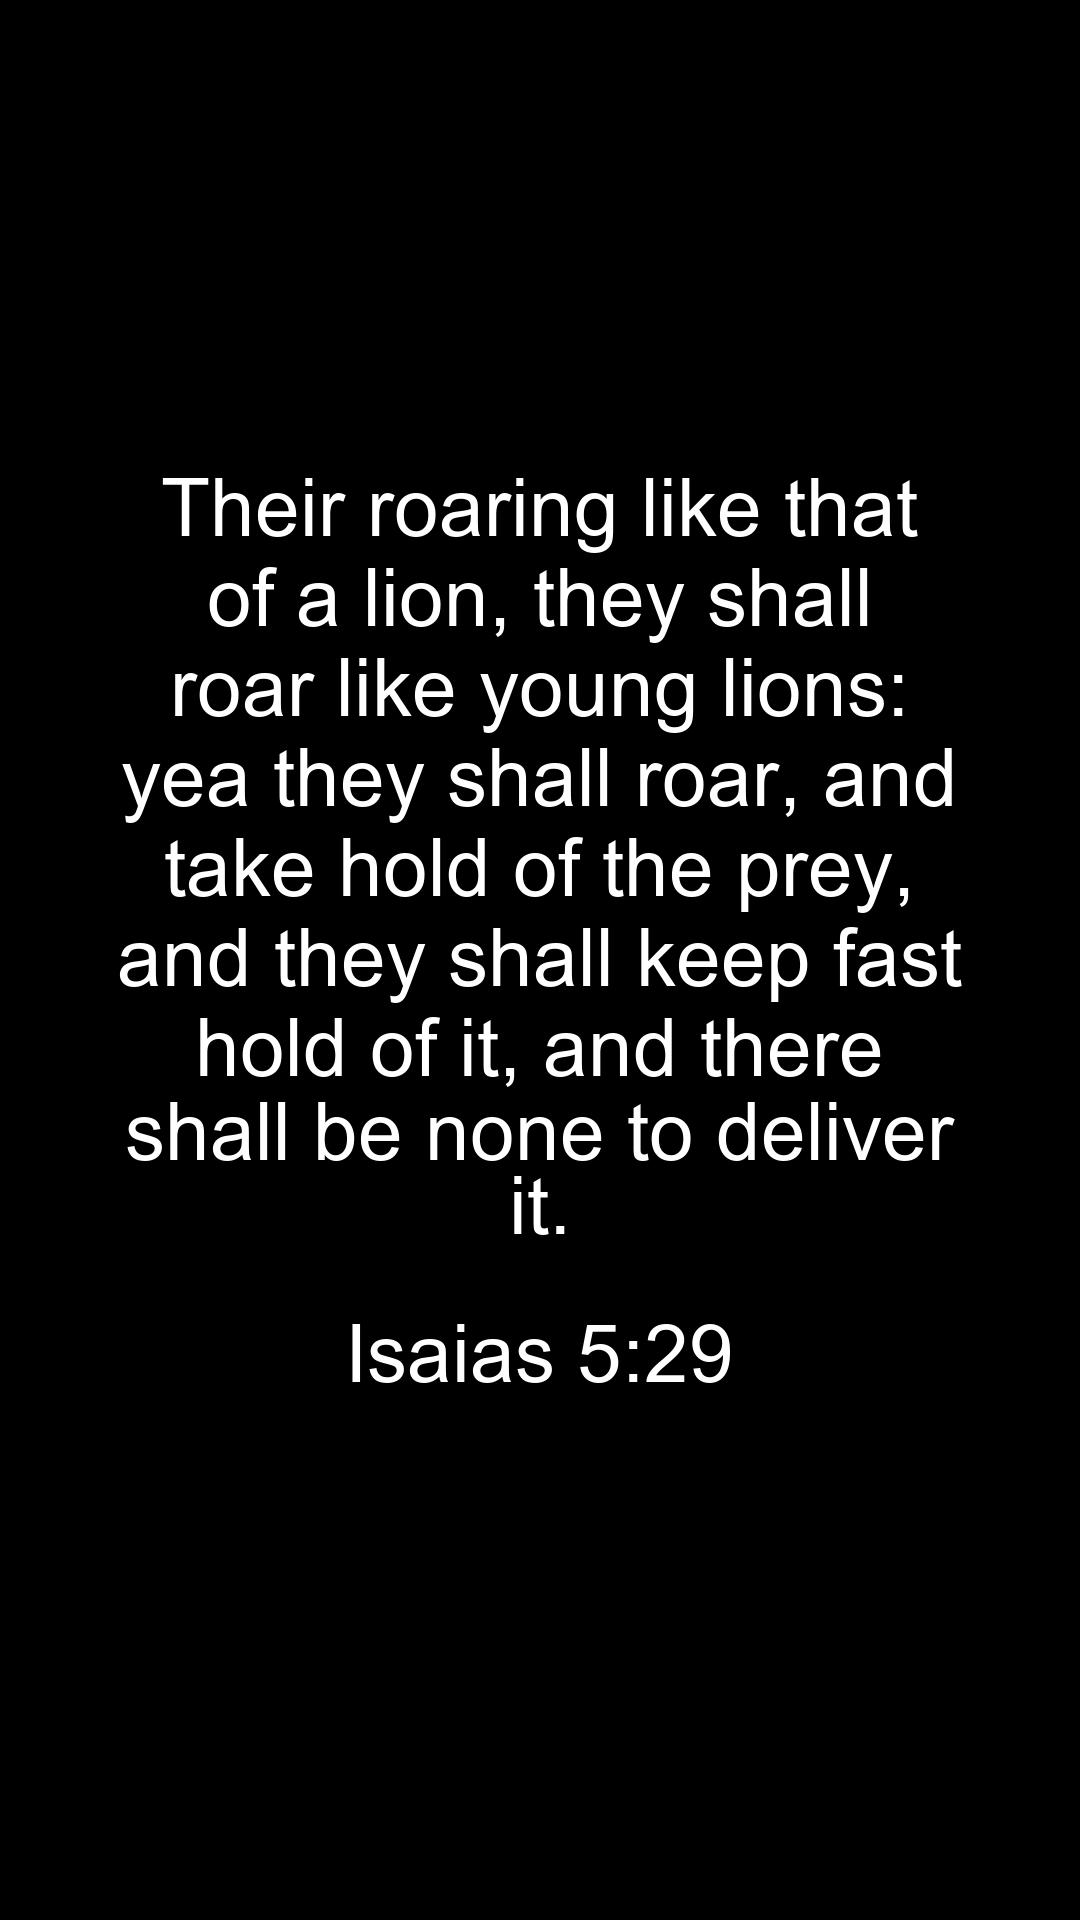 Their roaring like that
of a lion, they shall
roar like young lions:
yea they shall roar, and
take hold of the prey,
and they shall keep fast
hold of it, and there
shall be none to deliver
it.
Isaias 5:29